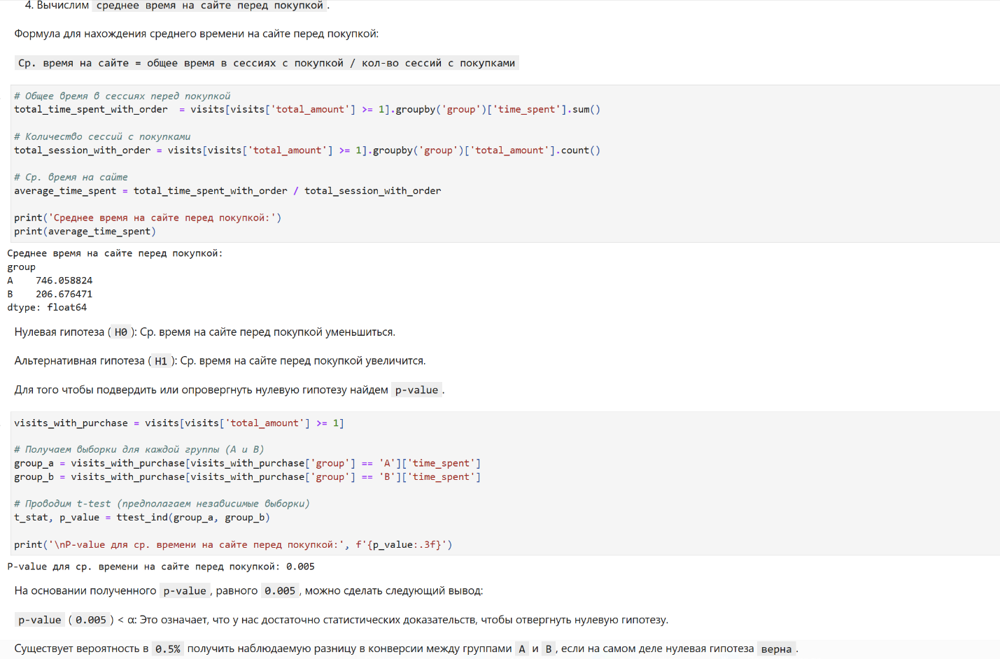 4. Вычислим среднее время на сайте перед покупкой.
Формула для нахождения среднего времени на сайте перед покупкой:
Ср. время на сайте = общее время в сессиях с покупкой / кол-во сессий с покупками
# Общее время в сессиях перед покупкой
total_time_spent_with_order  = visits[visits['total_amount'] >= 1].groupby('group')['time_spent'].sum()
# Количество сессий с покупками
total_session_with_order = visits[visits['total_amount'] >= 1].groupby('group')['total_amount'].count()
# Ср. время на сайте
average_time_spent = total_time_spent_with_order / total_session_with_order
print('Среднее время на сайте перед покупкой:')
print(average_time_spent)
Среднее время на сайте перед покупкой:
group
A    746.058824
B    206.676471
dtype: float64
Нулевая гипотеза ( H0 ): Ср. время на сайте перед покупкой уменьшиться.
Альтернативная гипотеза ( H1 ): Ср. время на сайте перед покупкой увеличится.
Для того чтобы подвердить или опровергнуть нулевую гипотезу найдем p-value .
visits_with_purchase = visits[visits['total_amount'] >= 1]
# Получаем выборки для каждой группы (A и B)
group_a = visits_with_purchase[visits_with_purchase['group'] == 'A']['time_spent']
group_b = visits_with_purchase[visits_with_purchase['group'] == 'B']['time_spent']
# Проводим t-test (предполагаем независимые выборки)
t_stat, p_value = ttest_ind(group_a, group_b)
print('\nP-value для ср. времени на сайте перед покупкой:', f'{p_value:.3f}')
P-value для ср. времени на сайте перед покупкой: 0.005
На основании полученного p-value , равного 0.005 , можно сделать следующий вывод:
p-value ( 0.005 ) < α: Это означает, что у нас достаточно статистических доказательств, чтобы отвергнуть нулевую гипотезу.
Существует вероятность в 0.5% получить наблюдаемую разницу в конверсии между группами A и B , если на самом деле нулевая гипотеза верна .